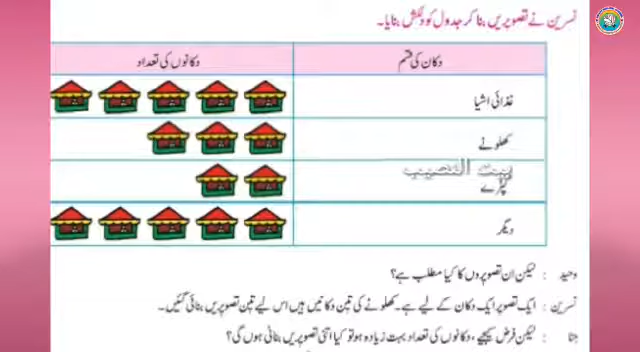 نسرین نے تصویریں بنا کر جدول کو دلکش بنایا۔
دکان کی قسم
دکانوں کی تعداد
غذائی اشیا
کھلونے
بيت النصيب
کپڑے
دیگر
وحید : لیکن ان تصویروں کا کیا مطلب ہے؟
نسرین : ایک تصویر ایک دکان کے لیے ہے۔ کھلونے کی تین دکانیں ہیں اس لیے تین تصویریں بنائی گئیں۔
جتا : لیکن فرض کیجیے، دکانوں کی تعداد بہت زیادہ ہو تو کیا اتنی تصویریں بنانی ہوں گی؟